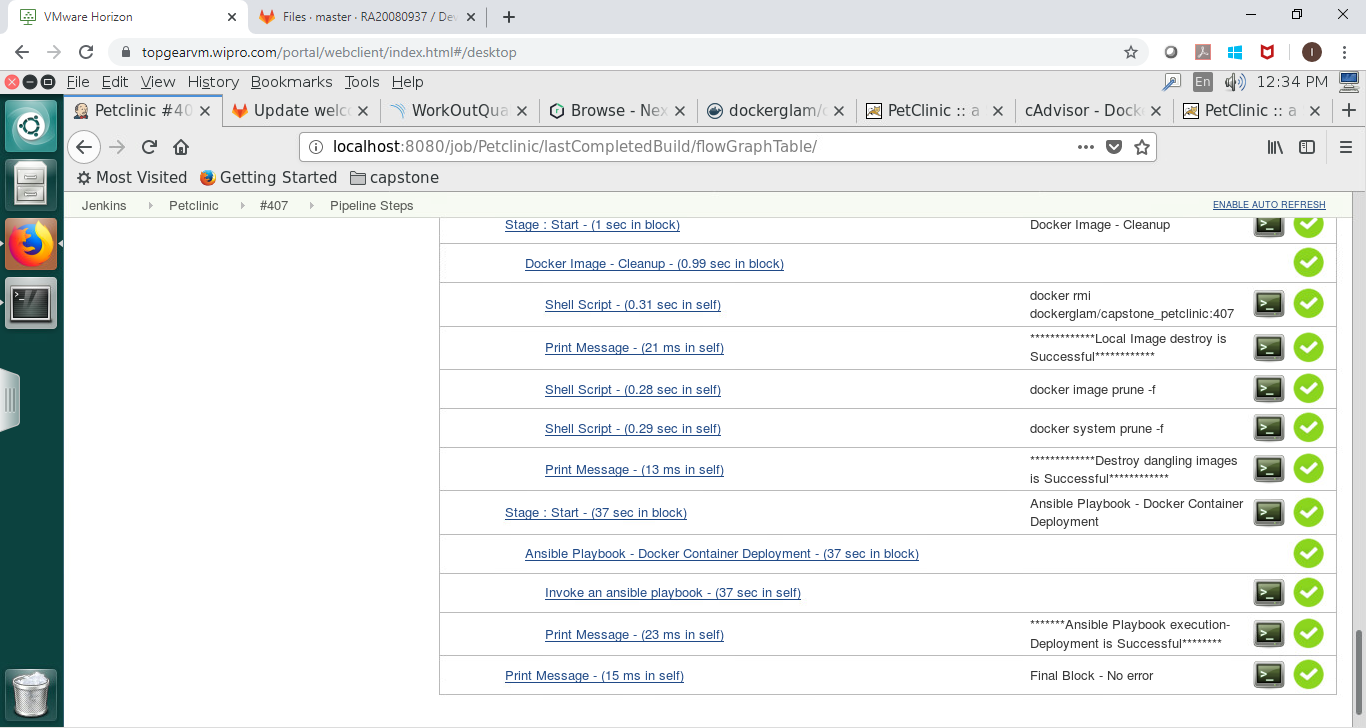 VMware Horizon
Files · master · RA20080937 / De
topgearvm.wipro.com/portal/webclient/index.html#/desktop
I
File Edit View History Bookmarks Tools Help
En
12:34 PM
Petclinic #40
Update welc
WorkOutQua
Browse - Nex
dockerglam/c
PetClinic :: a
cAdvisor - Docke
PetClinic :: a
localhost:8080/job/Petclinic/lastCompletedBuild/flowGraphTable/
Most Visited
Getting Started
capstone
Jenkins
Petclinic
#407
Pipeline Steps
ENABLE AUTO REFRESH
Stage : Start - (1 sec in block)
Docker Image - Cleanup
Docker Image - Cleanup - (0.99 sec in block)
Shell Script - (0.31 sec in self)
docker rmi
dockerglam/capstone_petclinic:407
Print Message - (21 ms in self)
*************Local Image destroy is
Successful************
Shell Script - (0.28 sec in self)
docker image prune -f
Shell Script - (0.29 sec in self)
docker system prune -f
Print Message - (13 ms in self)
*************Destroy dangling images
is Successful************
Stage : Start - (37 sec in block)
Ansible Playbook - Docker Container
Deployment
Ansible Playbook - Docker Container Deployment - (37 sec in block)
Invoke an ansible playbook - (37 sec in self)
Print Message - (23 ms in self)
*******Ansible Playbook execution-
Deployment is Successful********
Print Message - (15 ms in self)
Final Block - No error